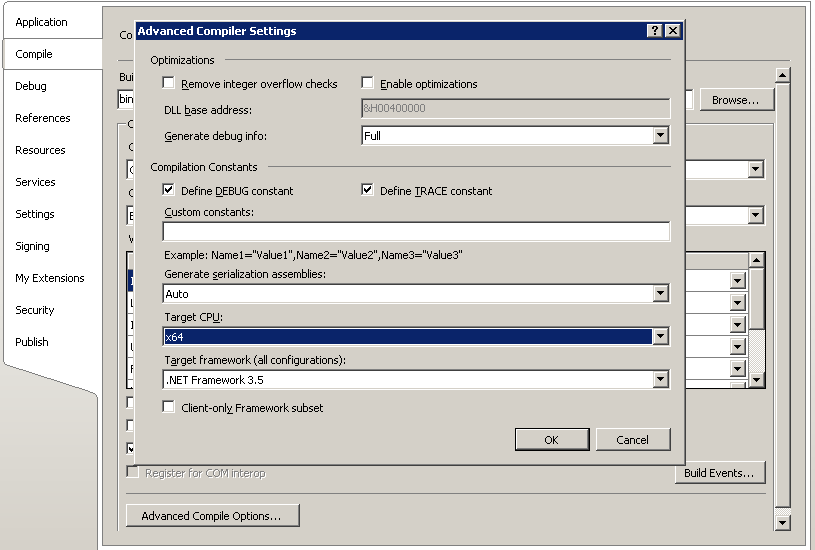 Application
Compile
Debug
References
Resources
Services
Settings
Signing
My Extensions
Security
Publish
Co
Bui
bin
Browse...
Advanced Compiler Settings
Optimizations
Remove integer overflow checks
Enable optimizations
DLL base address:
&H00400000
Generate debug info:
Full
Compilation Constants
Define DEBUG constant
Define TRACE constant
Custom constants:
Example: Name1="Value1",Name2="Value2",Name3="Value3"
Generate serialization assemblies:
Auto
Target CPU:
x64
Target framework (all configurations):
.NET Framework 3.5
Client-only Framework subset
OK
Cancel
Register for COM interop
Build Events...
Advanced Compile Options...